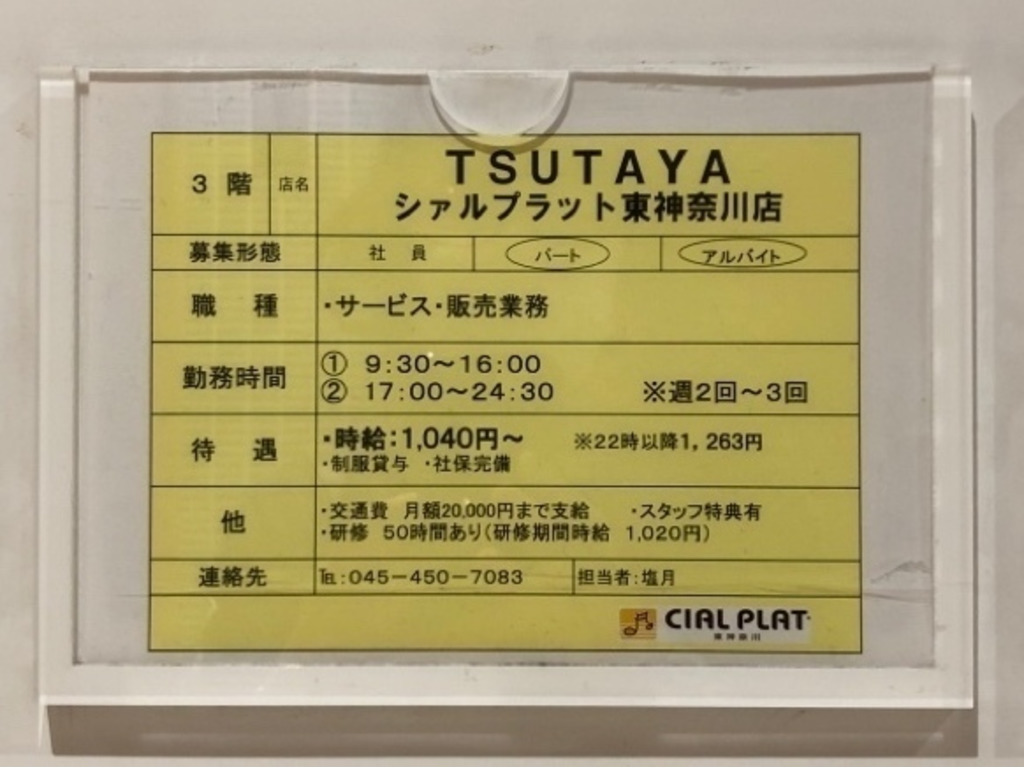 3 階 店名 TSUTAYA
シァルプラット東神奈川店
募集形態 社 員 パート アルバイト
職 種 ・サービス・販売業務
勤務時間 ① 9:30～16:00
② 17:00～24:30 ※週2回～3回
待 遇 ・時給:1,040円～ ※22時以降1,263円
・制服貸与 ・社保完備
他 ・交通費 月額20,000円まで支給 ・スタッフ特典有
・研修 50時間あり(研修期間時給 1,020円)
連絡先 ℡:045-450-7083 担当者:塩月
CIAL PLAT
東神奈川